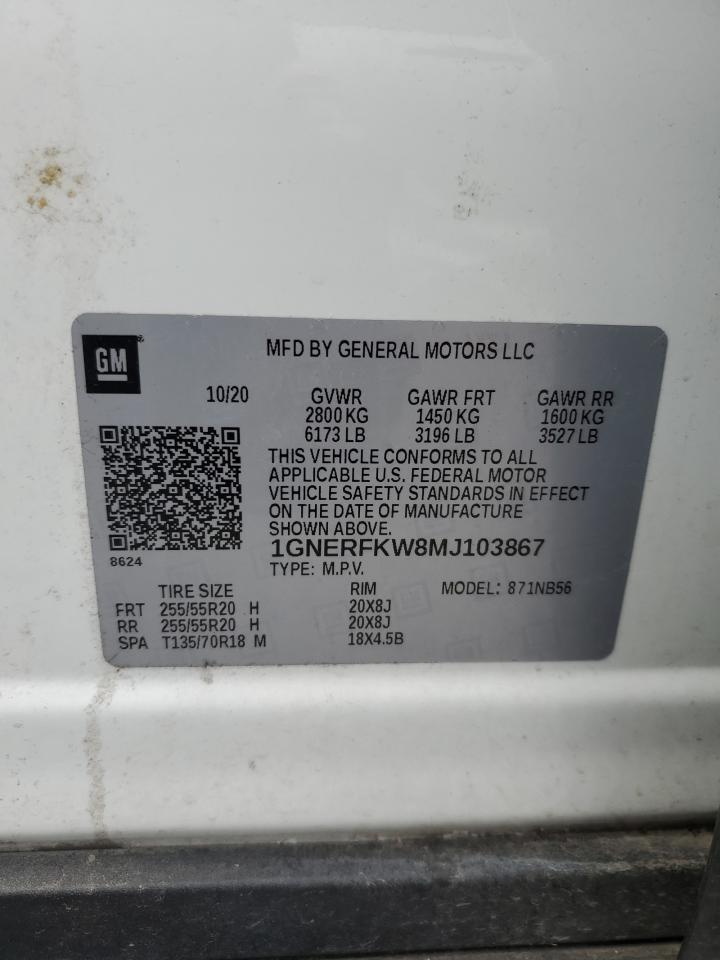 GM
MFD BY GENERAL MOTORS LLC
10/20 GVWR GAWR FRT GAWR RR
2800 KG 1450 KG 1600 KG
6173 LB 3196 LB 3527 LB
THIS VEHICLE CONFORMS TO ALL
APPLICABLE U.S. FEDERAL MOTOR
VEHICLE SAFETY STANDARDS IN EFFECT
ON THE DATE OF MANUFACTURE
SHOWN ABOVE.
8624
1GNERFKW8MJ103867
TYPE: M.P.V.
TIRE SIZE RIM MODEL: 871NB56
FRT 255/55R20 H 20X8J
RR 255/55R20 H 20X8J
SPA T135/70R18 M 18X4.5B